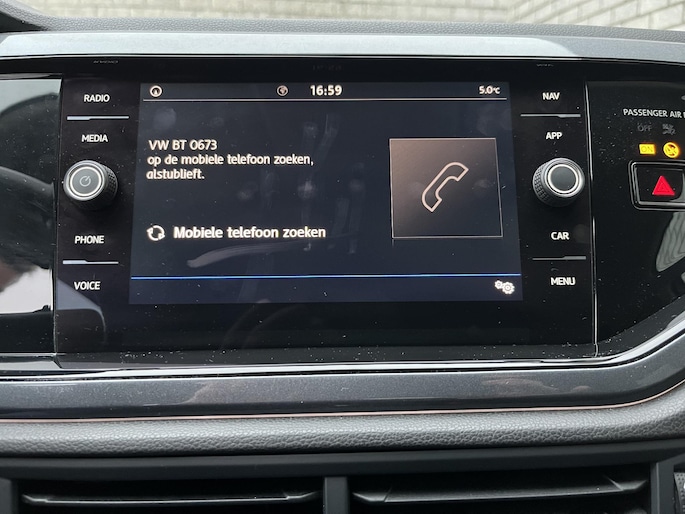 16:59
5.0°C
RADIO
MEDIA
PHONE
VOICE
VW BT 0673
op de mobiele telefoon zoeken,
alstublieft.
Mobiele telefoon zoeken
NAV
APP
CAR
MENU
PASSENGER AIR
OFF
ON